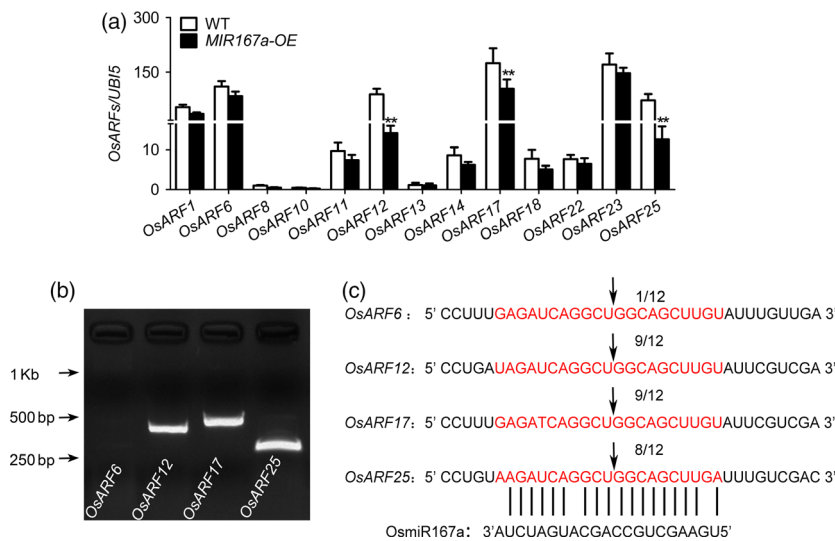 (a)
WT
MIR167a-OE
OsARFs/UBI5
300
150
10
0
**
**
**
OsARF1
OsARF6
OsARF8
OsARF10
OsARF11
OsARF12
OsARF13
OsARF14
OsARF17
OsARF18
OsARF22
OsARF23
OsARF25
(b)
1 Kb
500 bp
250 bp
OsARF6
OsARF12
OsARF17
OsARF25
(c)
1/12
OsARF6 : 5' CCUUUGAGAUCAGGCUGGCAGCUUGUAUUUGUUGA 3'
9/12
OsARF12: 5' CCUGAUAGAUCAGGCUGGCAGCUUGUAUUCGUCGA 3'
9/12
OsARF17: 5' CCUUUGAGATCAGGCUGGCAGCUUGUAUUCGUCGA 3'
8/12
OsARF25: 5' CCUGUAAGAUCAGGCUGGCAGCUUGAUUUGUCGAC 3'
OsmiR167a: 3'AUCUAGUACGACCGUCGAAGU5'